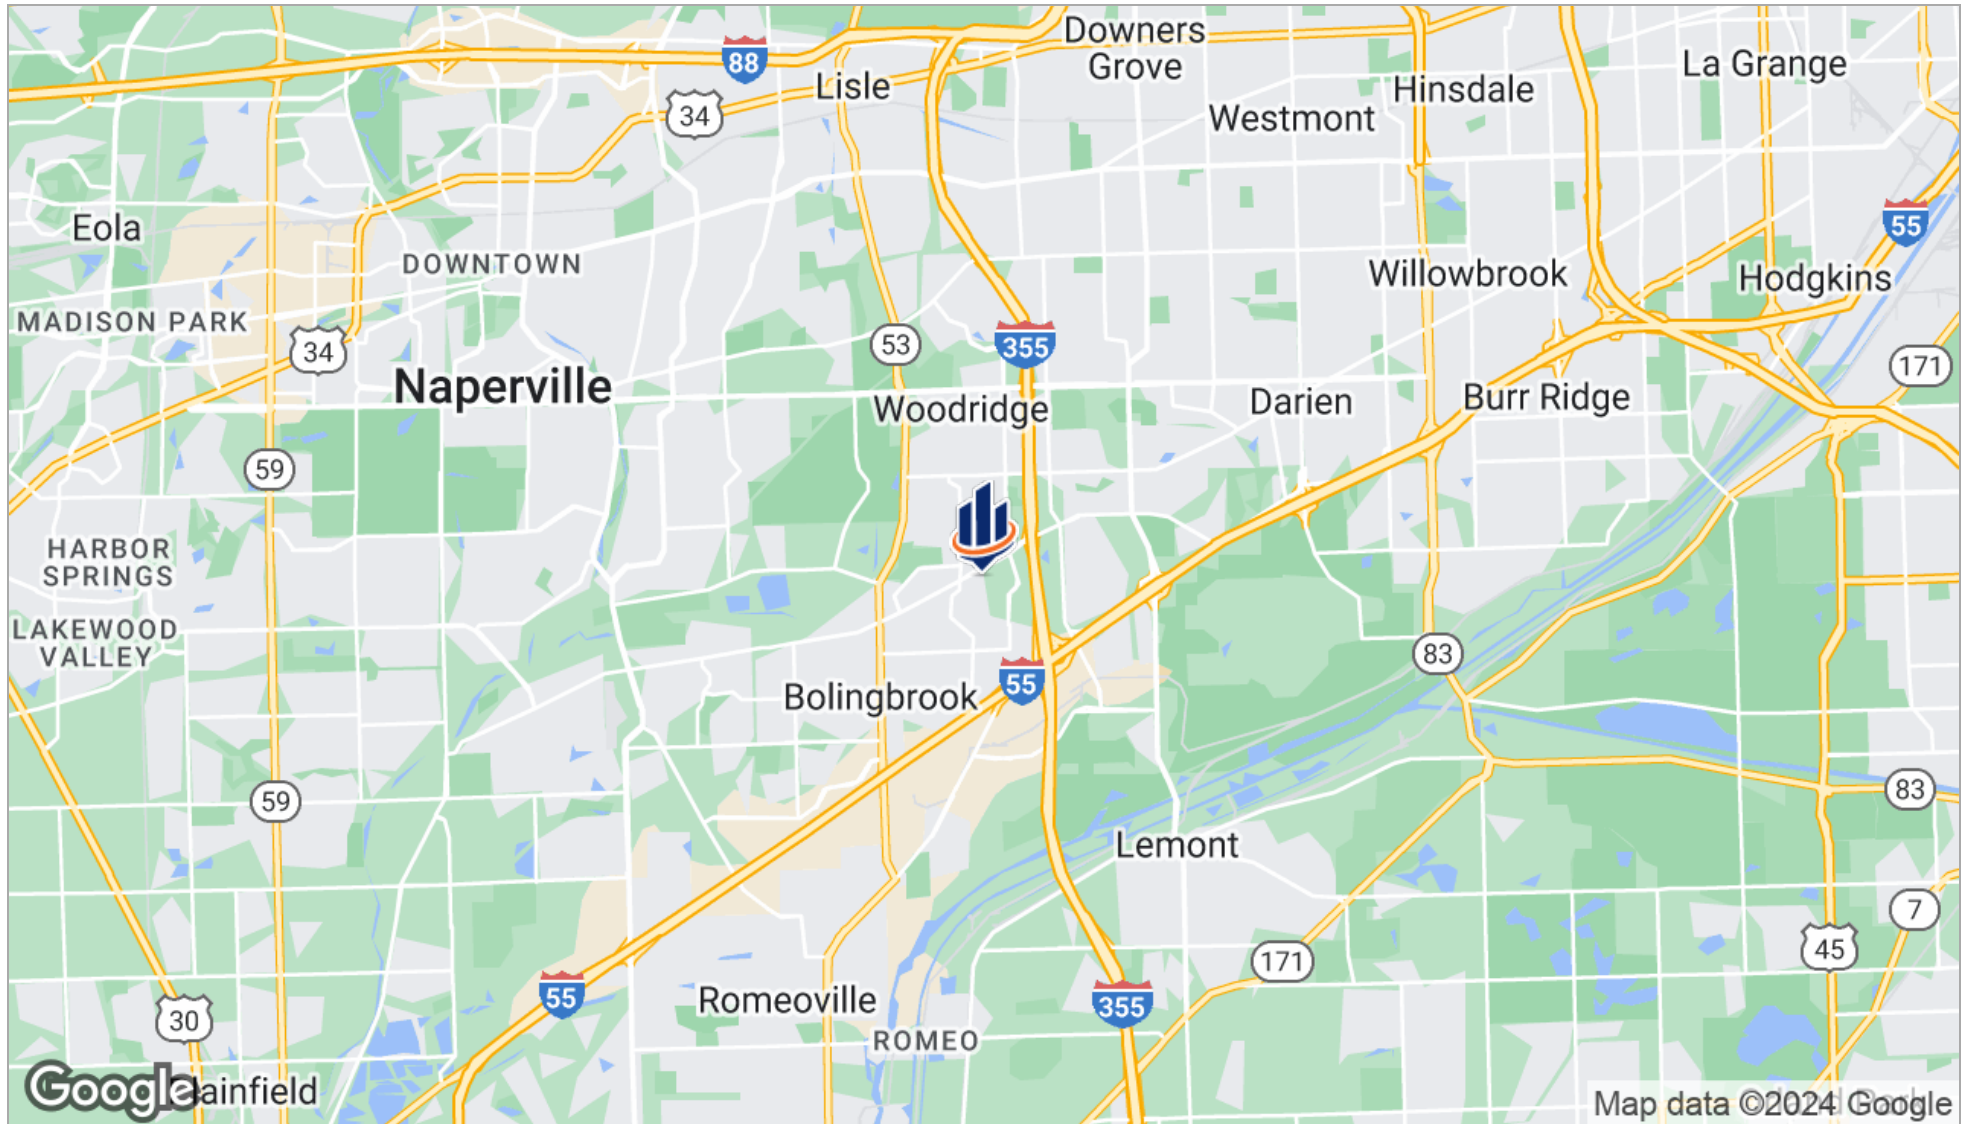 Downers
Grove
La Grange
88
Lisle
Hinsdale
34
Westmont
55
Eola
DOWNTOWN
Willowbrook
Hodgkins
MADISON PARK
53
355
34
171
Naperville
Woodridge
Darien
Burr Ridge
59
HARBOR
SPRINGS
LAKEWOOD
VALLEY
83
55
Bolingbrook
59
83
Lemont
7
45
171
55
Romeoville
355
30
ROMEO
Google
Plainfield
Map data ©2024 Google